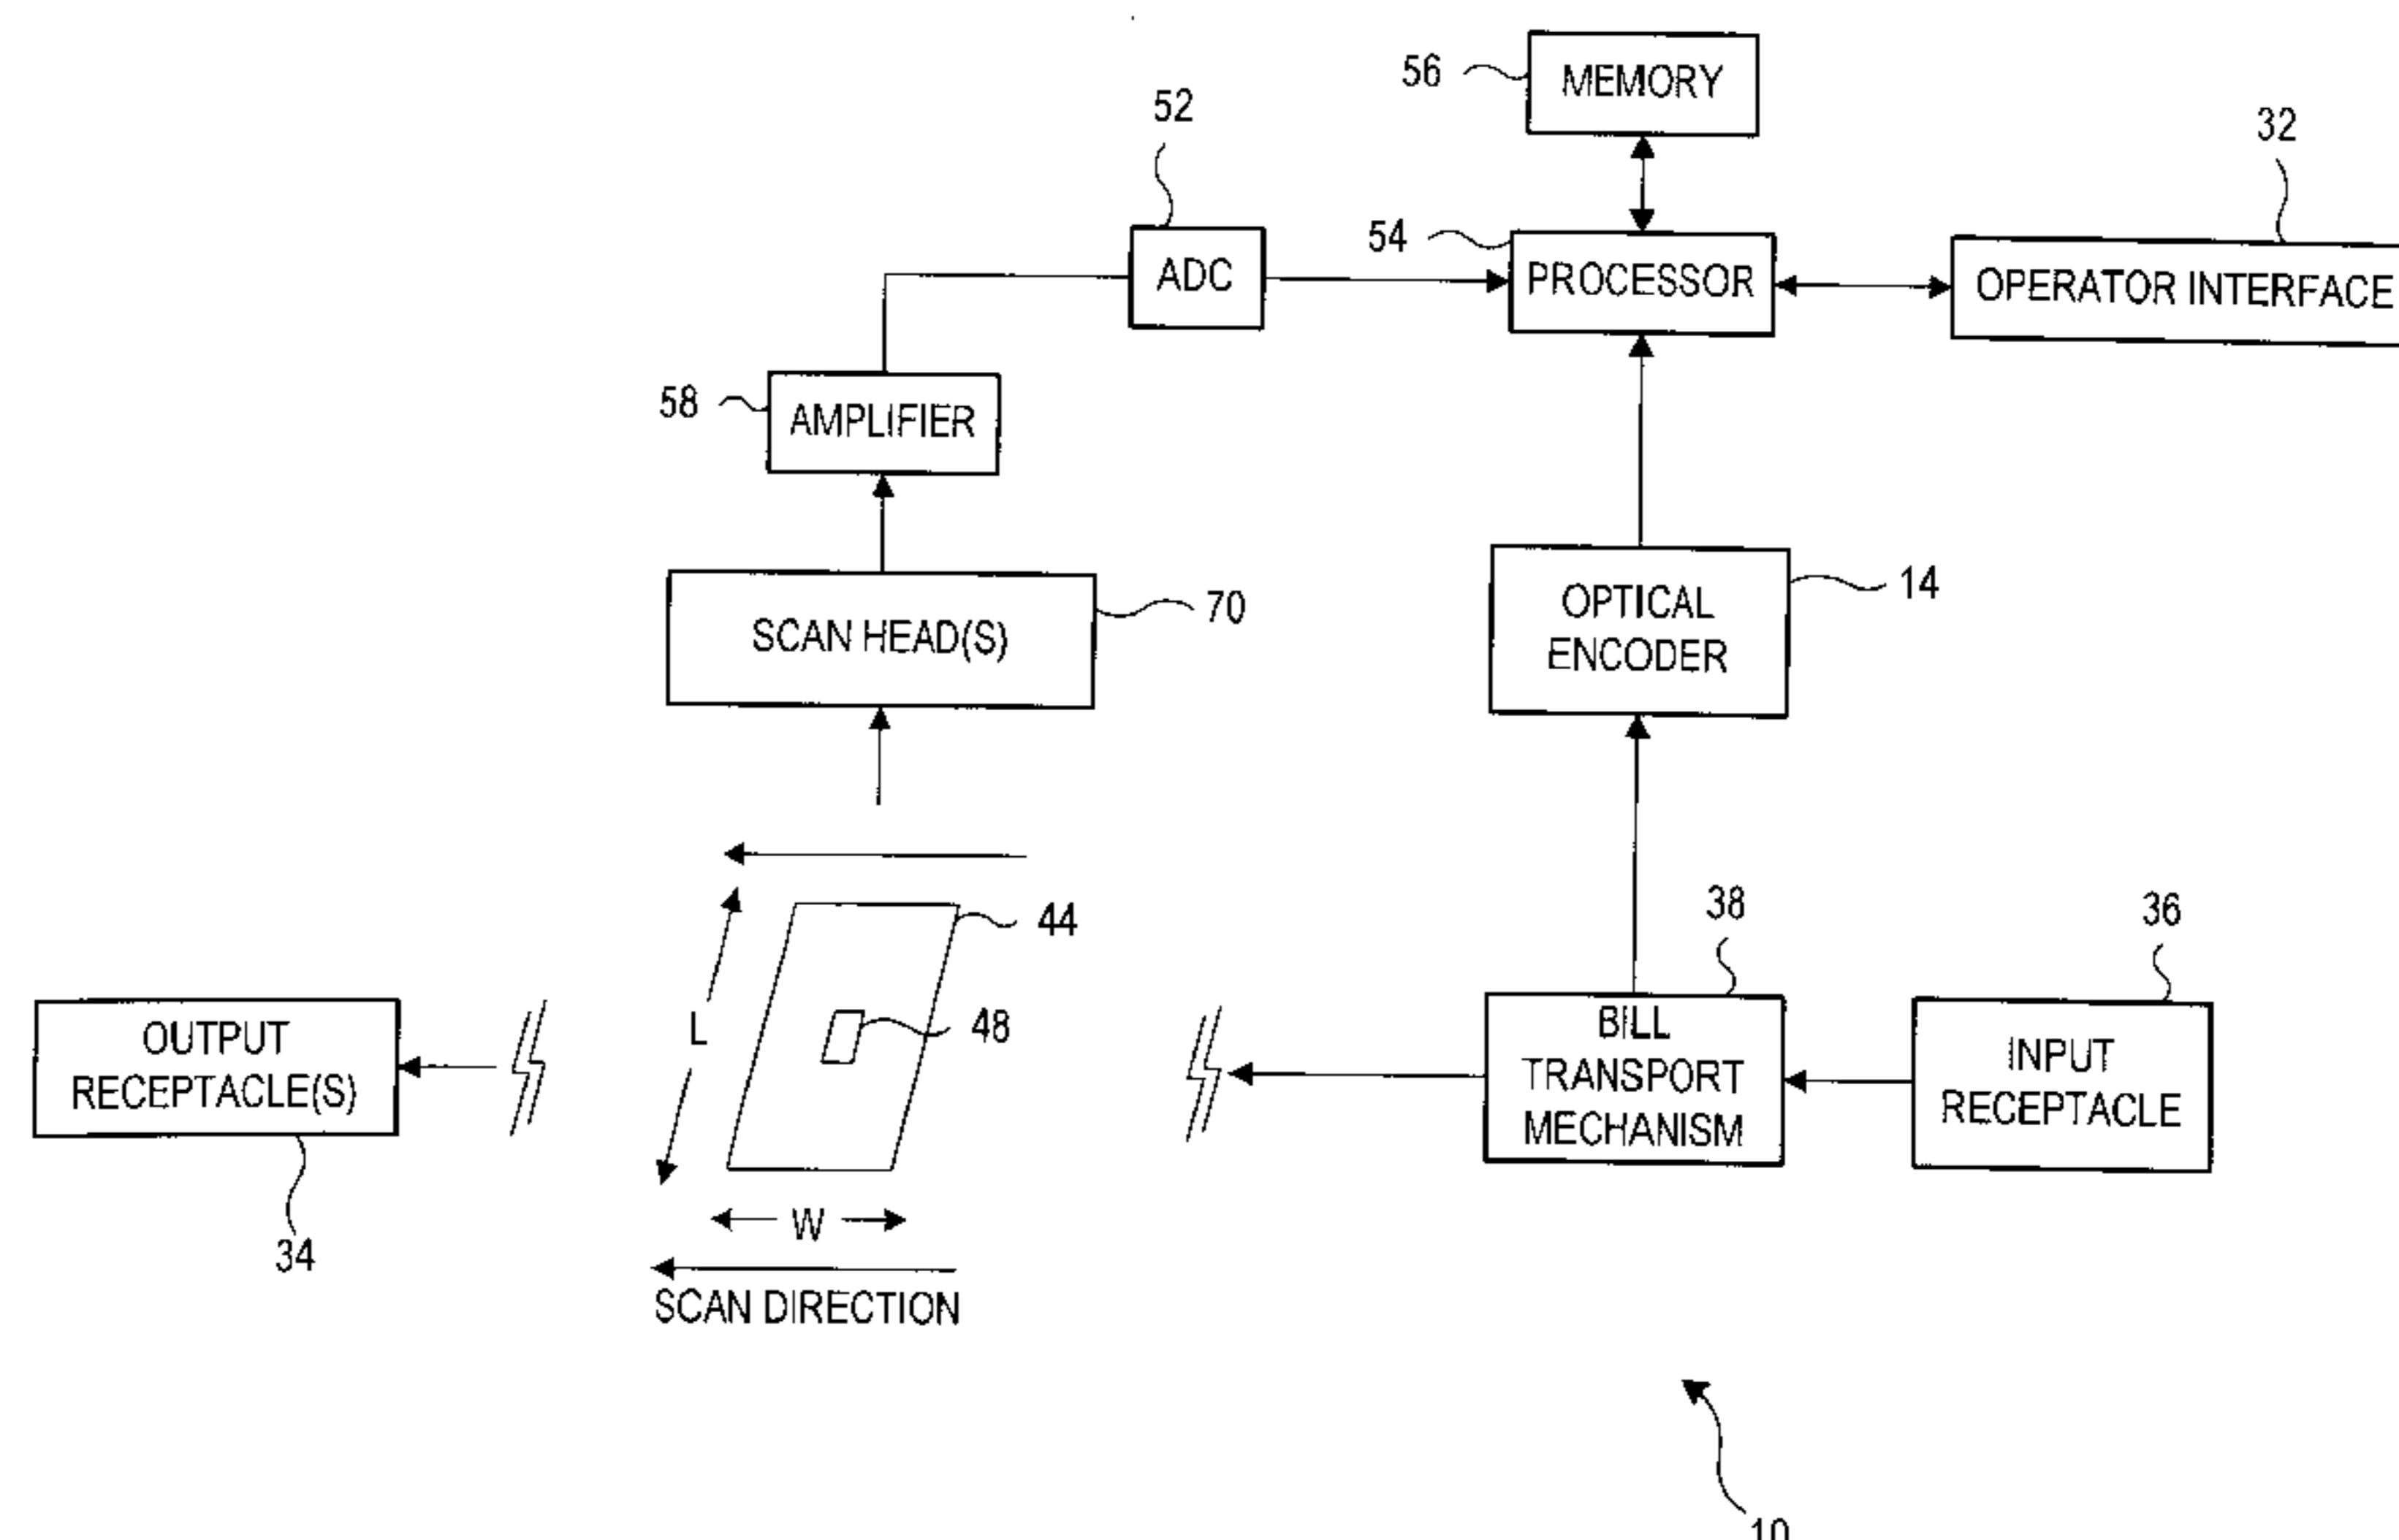 56
MEMORY
52
32
54
ADC
PROCESSOR
OPERATOR INTERFACE
58
AMPLIFIER
70
SCAN HEAD(S)
OPTICAL
ENCODER
14
44
38
36
L
48
OUTPUT
RECEPTACLE(S)
BILL
TRANSPORT
MECHANISM
INPUT
RECEPTACLE
34
W
SCAN DIRECTION
10